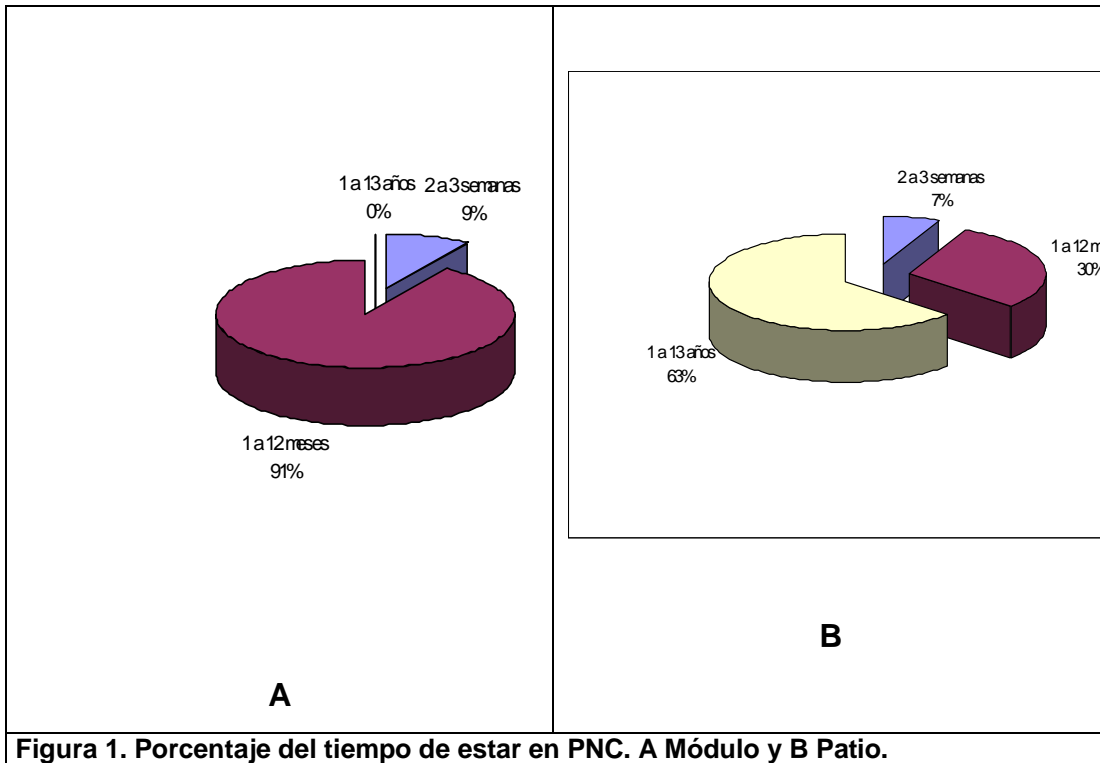 1 a 13 años
0%
2 a 3 semanas
9%
1 a 12 meses
91%
A
2 a 3 semanas
7%
1 a 12 m
30%
1 a 13 años
63%
B
Figura 1. Porcentaje del tiempo de estar en PNC. A Módulo y B Patio.